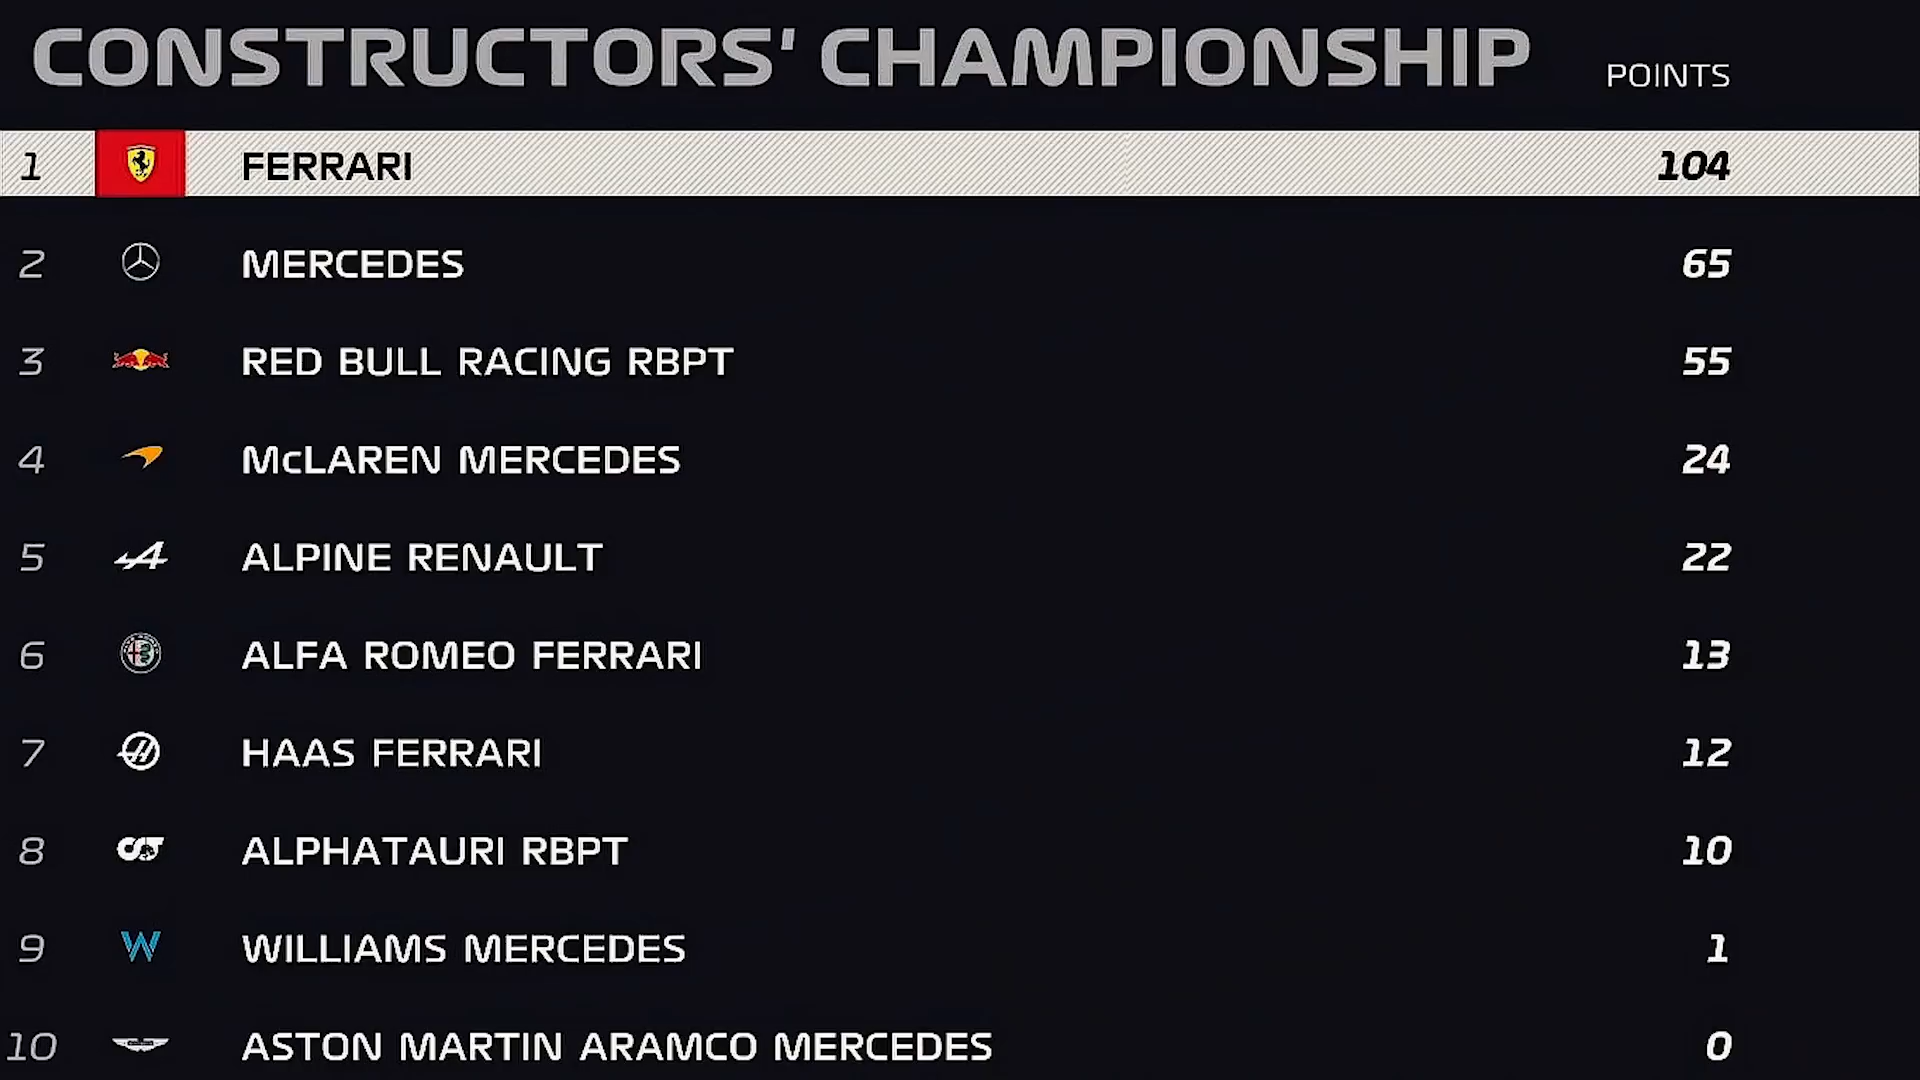 CONSTRUCTORS' CHAMPIONSHIP POINTS
1 FERRARI 104
2 MERCEDES 65
3 RED BULL RACING RBPT 55
4 McLAREN MERCEDES 24
5 ALPINE RENAULT 22
6 ALFA ROMEO FERRARI 13
7 HAAS FERRARI 12
8 ALPHATAURI RBPT 10
9 WILLIAMS MERCEDES 1
10 ASTON MARTIN ARAMCO MERCEDES 0